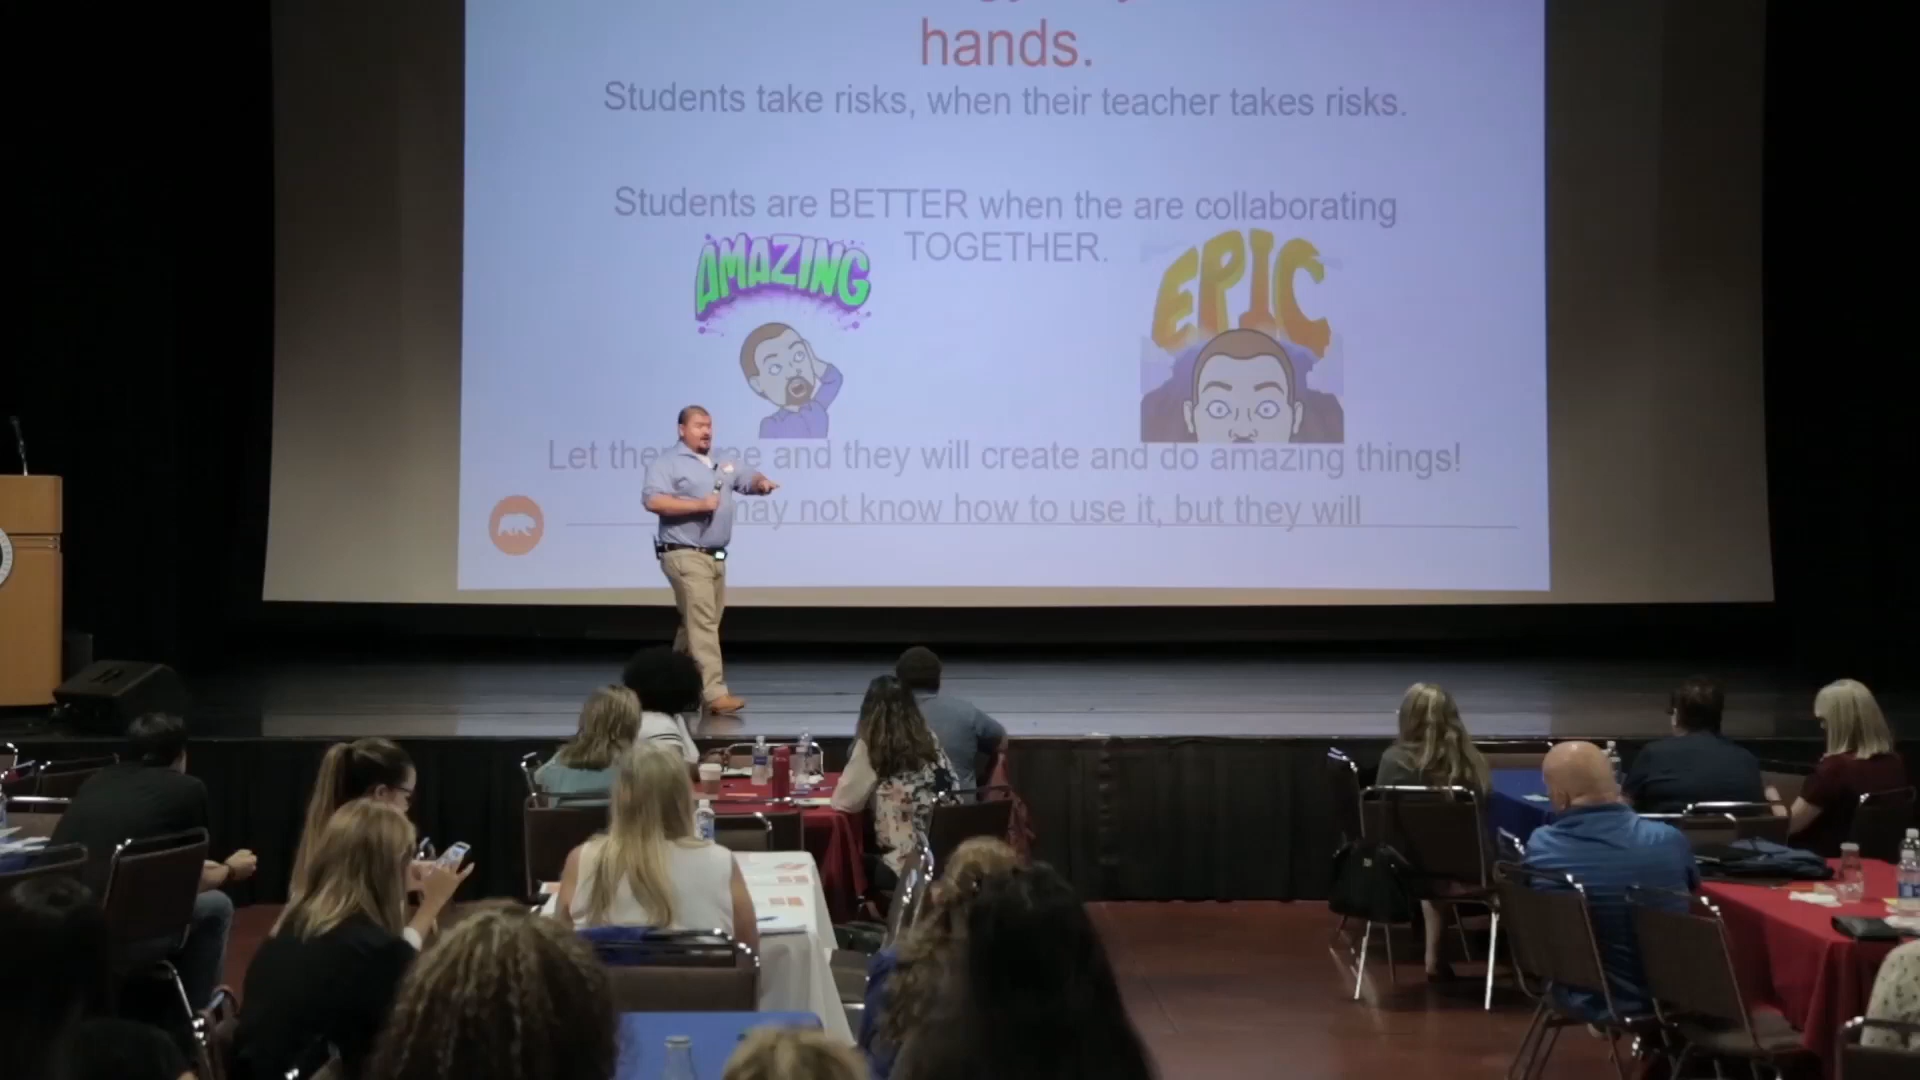 hands.
Students take risks, when their teacher takes risks.
Students are BETTER when the are collaborating
TOGETHER.
AMAZING
EPIC
Let and they will create and do amazing things!
may not know how to use it, but they will